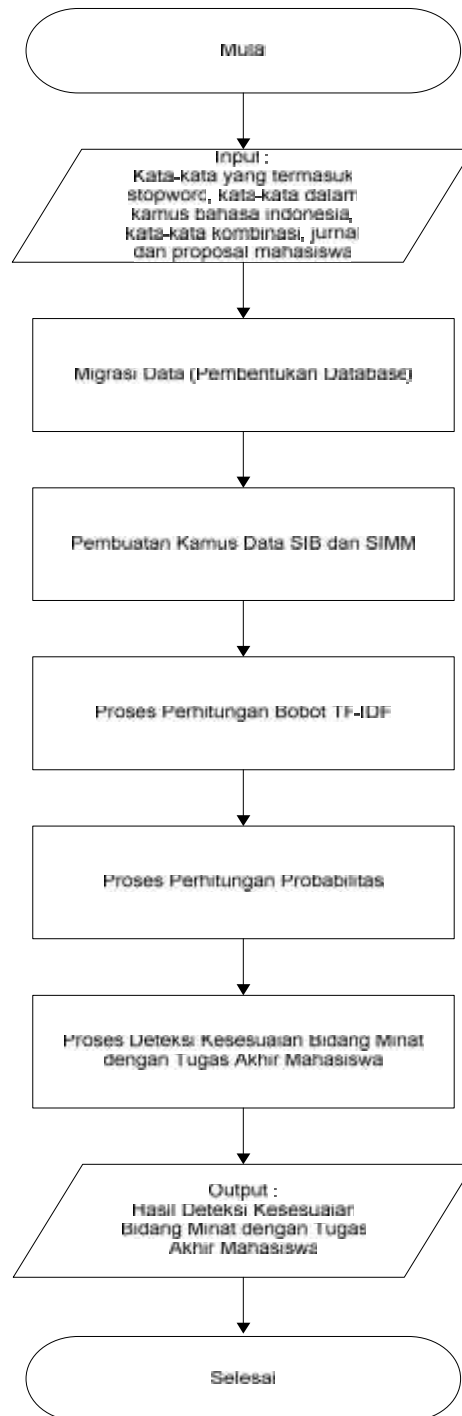 Mulai
Input :
Kata-kata yang termasuk
stopword, kata-kata dalam
kamus bahasa indonesia,
kata-kata kombinasi, jurnal
dan proposal mahasiswa
Migrasi Data (Pembentukan Database)
Pembuatan Kamus Data SIB dan SIMM
Proses Perhitungan Bobot TF-IDF
Proses Perhitungan Probabilitas
Proses Deteksi Kesesuaian Bidang Minat
dengan Tugas Akhir Mahasiswa
Output :
Hasil Deteksi Kesesuaian
Bidang Minat dengan Tugas
Akhir Mahasiswa
Selesai